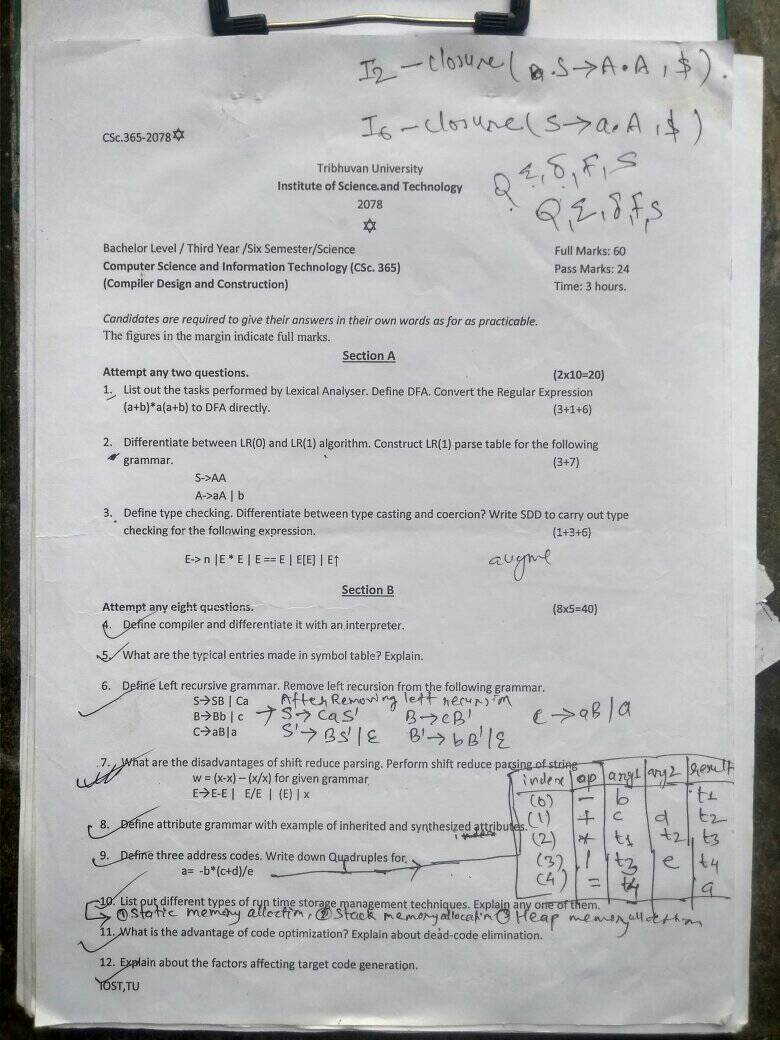 I2 - closure( a.S→A•A, $).
I6 - closure(S→a.A, $)
CSc.365-2078✡
Tribhuvan University
Institute of Science and Technology
2078
✡
Q Σ, δ, F, S
Q, Σ, δ, F, S
Bachelor Level / Third Year /Six Semester/Science
Full Marks: 60
Computer Science and Information Technology (CSc. 365)
Pass Marks: 24
(Compiler Design and Construction)
Time: 3 hours.
Candidates are required to give their answers in their own words as for as practicable.
The figures in the margin indicate full marks.
Section A
Attempt any two questions. (2x10=20)
1. List out the tasks performed by Lexical Analyser. Define DFA. Convert the Regular Expression
(a+b)*a(a+b) to DFA directly. (3+1+6)
2. Differentiate between LR(0) and LR(1) algorithm. Construct LR(1) parse table for the following
grammar. (3+7)
S->AA
A->aA | b
3. Define type checking. Differentiate between type casting and coercion? Write SDD to carry out type
checking for the following expression. (1+3+6)
E-> n |E * E | E == E | E[E] | E↑
augme
Section B
Attempt any eight questions. (8x5=40)
4. Define compiler and differentiate it with an interpreter.
5. What are the typical entries made in symbol table? Explain.
6. Define Left recursive grammar. Remove left recursion from the following grammar.
S→SB | Ca After Removing left recursion
B→Bb | c → S→ CaS' B→cB' C→aB|a
C→aB|a S'→ BS'|ε B'→ bB'|ε
7. What are the disadvantages of shift reduce parsing. Perform shift reduce parsing of string
w = (x-x) – (x/x) for given grammar
E→E-E | E/E | (E) | x
8. Define attribute grammar with example of inherited and synthesized attributes.
9. Define three address codes. Write down Quadruples for,
a= -b*(c+d)/e
index op arg1 arg2 result
(0) - b t1
(1) + c d t2
(2) * t1 t2 t3
(3) / t3 e t4
(4) = t4 a
10. List put different types of run time storage management techniques. Explain any one of them.
① Static memory allection, ② Stack memory allocatin ③ Heap memory allection
11. What is the advantage of code optimization? Explain about dead-code elimination.
12. Explain about the factors affecting target code generation.
IOST,TU